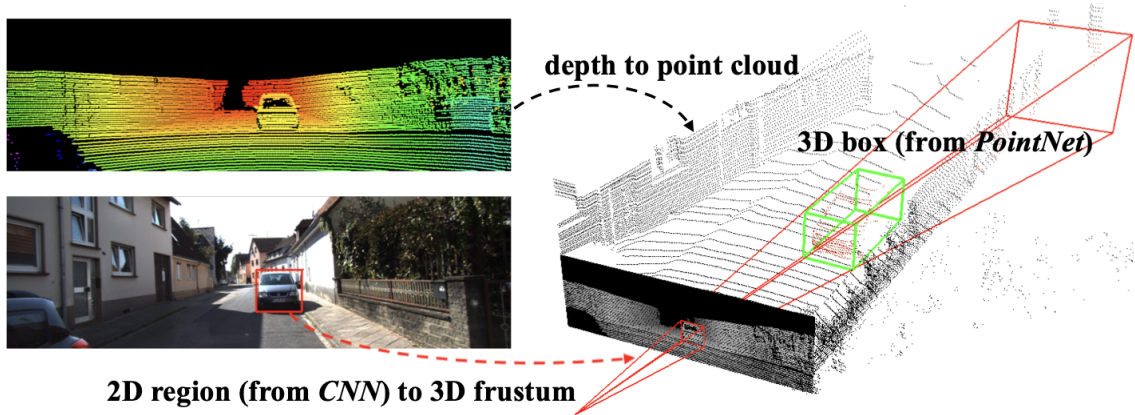 depth to point cloud
3D box (from PointNet)
2D region (from CNN) to 3D frustum